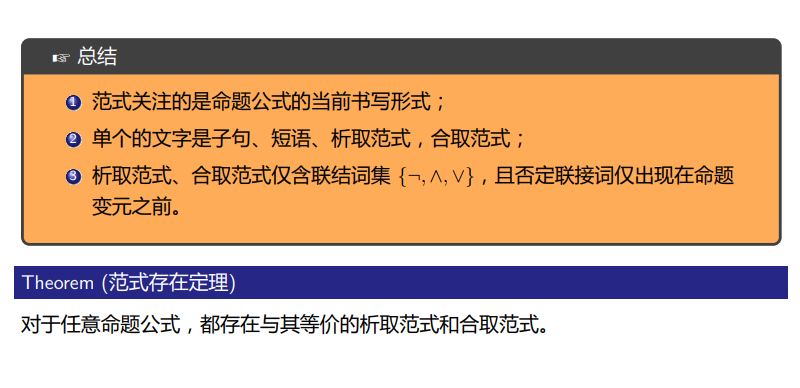 ☞ 总结
1 范式关注的是命题公式的当前书写形式；
2 单个的文字是子句、短语、析取范式，合取范式；
3 析取范式、合取范式仅含联结词集 {¬, ∧, ∨}，且否定联接词仅出现在命题
变元之前。
Theorem (范式存在定理)
对于任意命题公式，都存在与其等价的析取范式和合取范式。